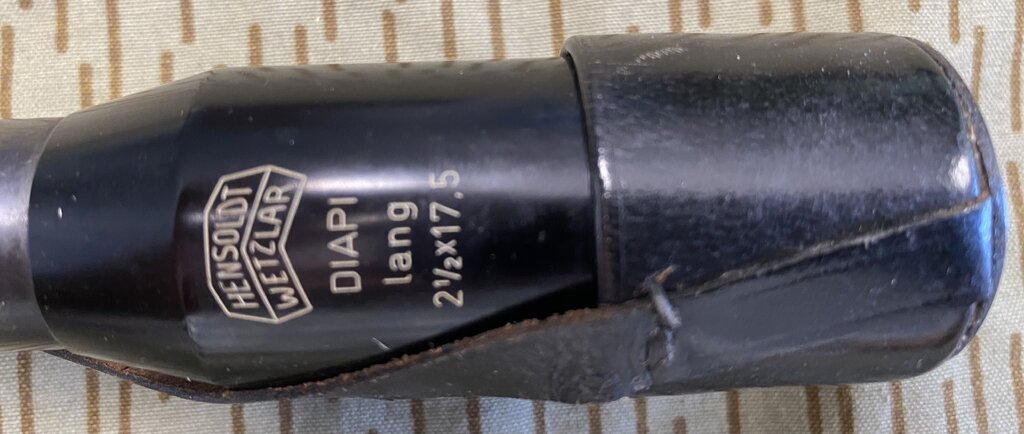 HENSOLDT
WETZLAR
DIAPI
lang
2½x17,5